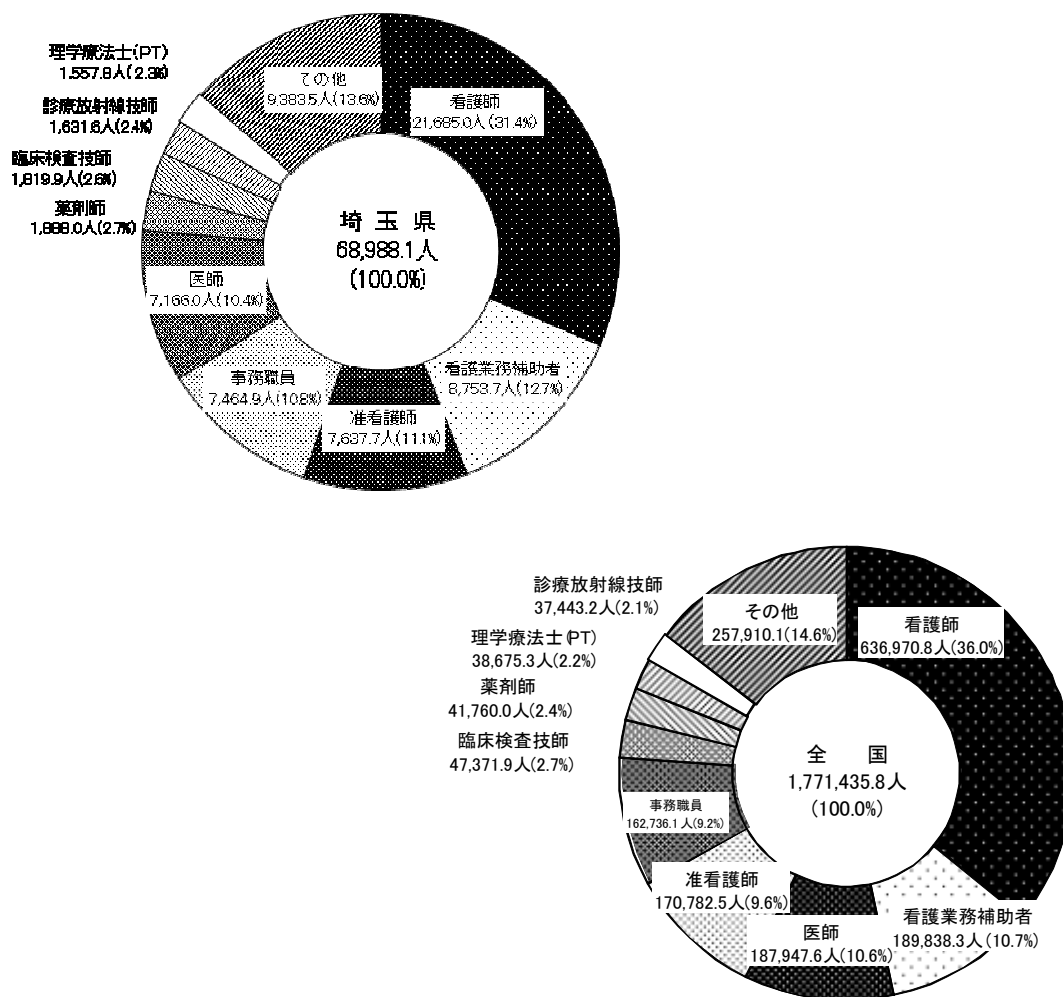 理学療法士(PT)
1,557.8人(2.3%)
診療放射線技師
1,631.6人(2.4%)
臨床検査技師
1,819.9人(2.6%)
薬剤師
1,888.0人(2.7%)
その他
9,383.5人(13.6%)
看護師
21,685.0人(31.4%)
埼玉県
68,988.1人
(100.0%)
医師
7,166.0人(10.4%)
事務職員
7,464.9人(10.8%)
准看護師
7,637.7人(11.1%)
看護業務補助者
8,753.7人(12.7%)
診療放射線技師
37,443.2人(2.1%)
理学療法士(PT)
38,675.3人(2.2%)
薬剤師
41,760.0人(2.4%)
臨床検査技師
47,371.9人(2.7%)
その他
257,910.1(14.6%)
看護師
636,970.8人(36.0%)
全　国
1,771,435.8人
(100.0%)
事務職員
162,736.1人(9.2%)
准看護師
170,782.5人(9.6%)
医師
187,947.6人(10.6%)
看護業務補助者
189,838.3人(10.7%)